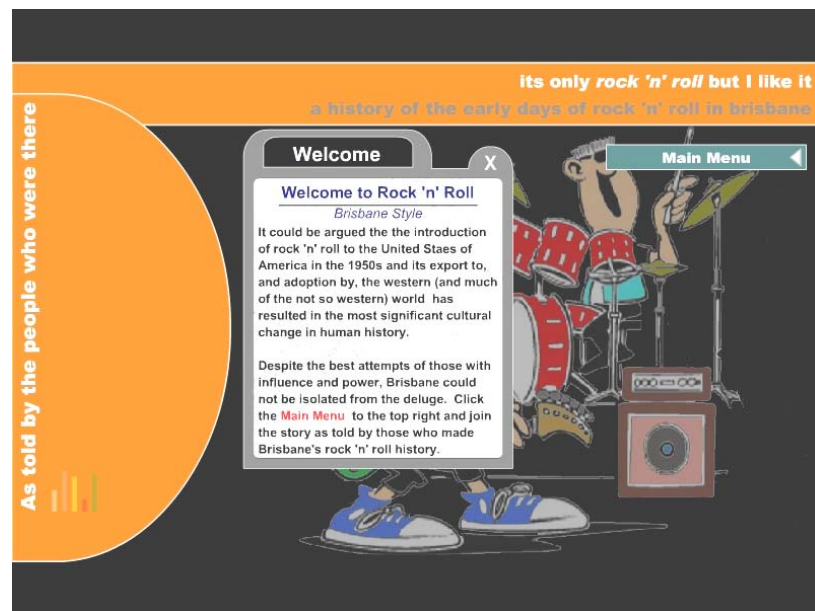 its only rock 'n' roll but I like it
a history of the early days of rock 'n' roll in brisbane
As told by the people who were there
Main Menu
Welcome
X
Welcome to Rock 'n' Roll
Brisbane Style
It could be argued the the introduction
of rock 'n' roll to the United Staes of
America in the 1950s and its export to,
and adoption by, the western (and much
of the not so western) world has
resulted in the most significant cultural
change in human history.
Despite the best attempts of those with
influence and power, Brisbane could
not be isolated from the deluge. Click
the Main Menu to the top right and join
the story as told by those who made
Brisbane's rock 'n' roll history.